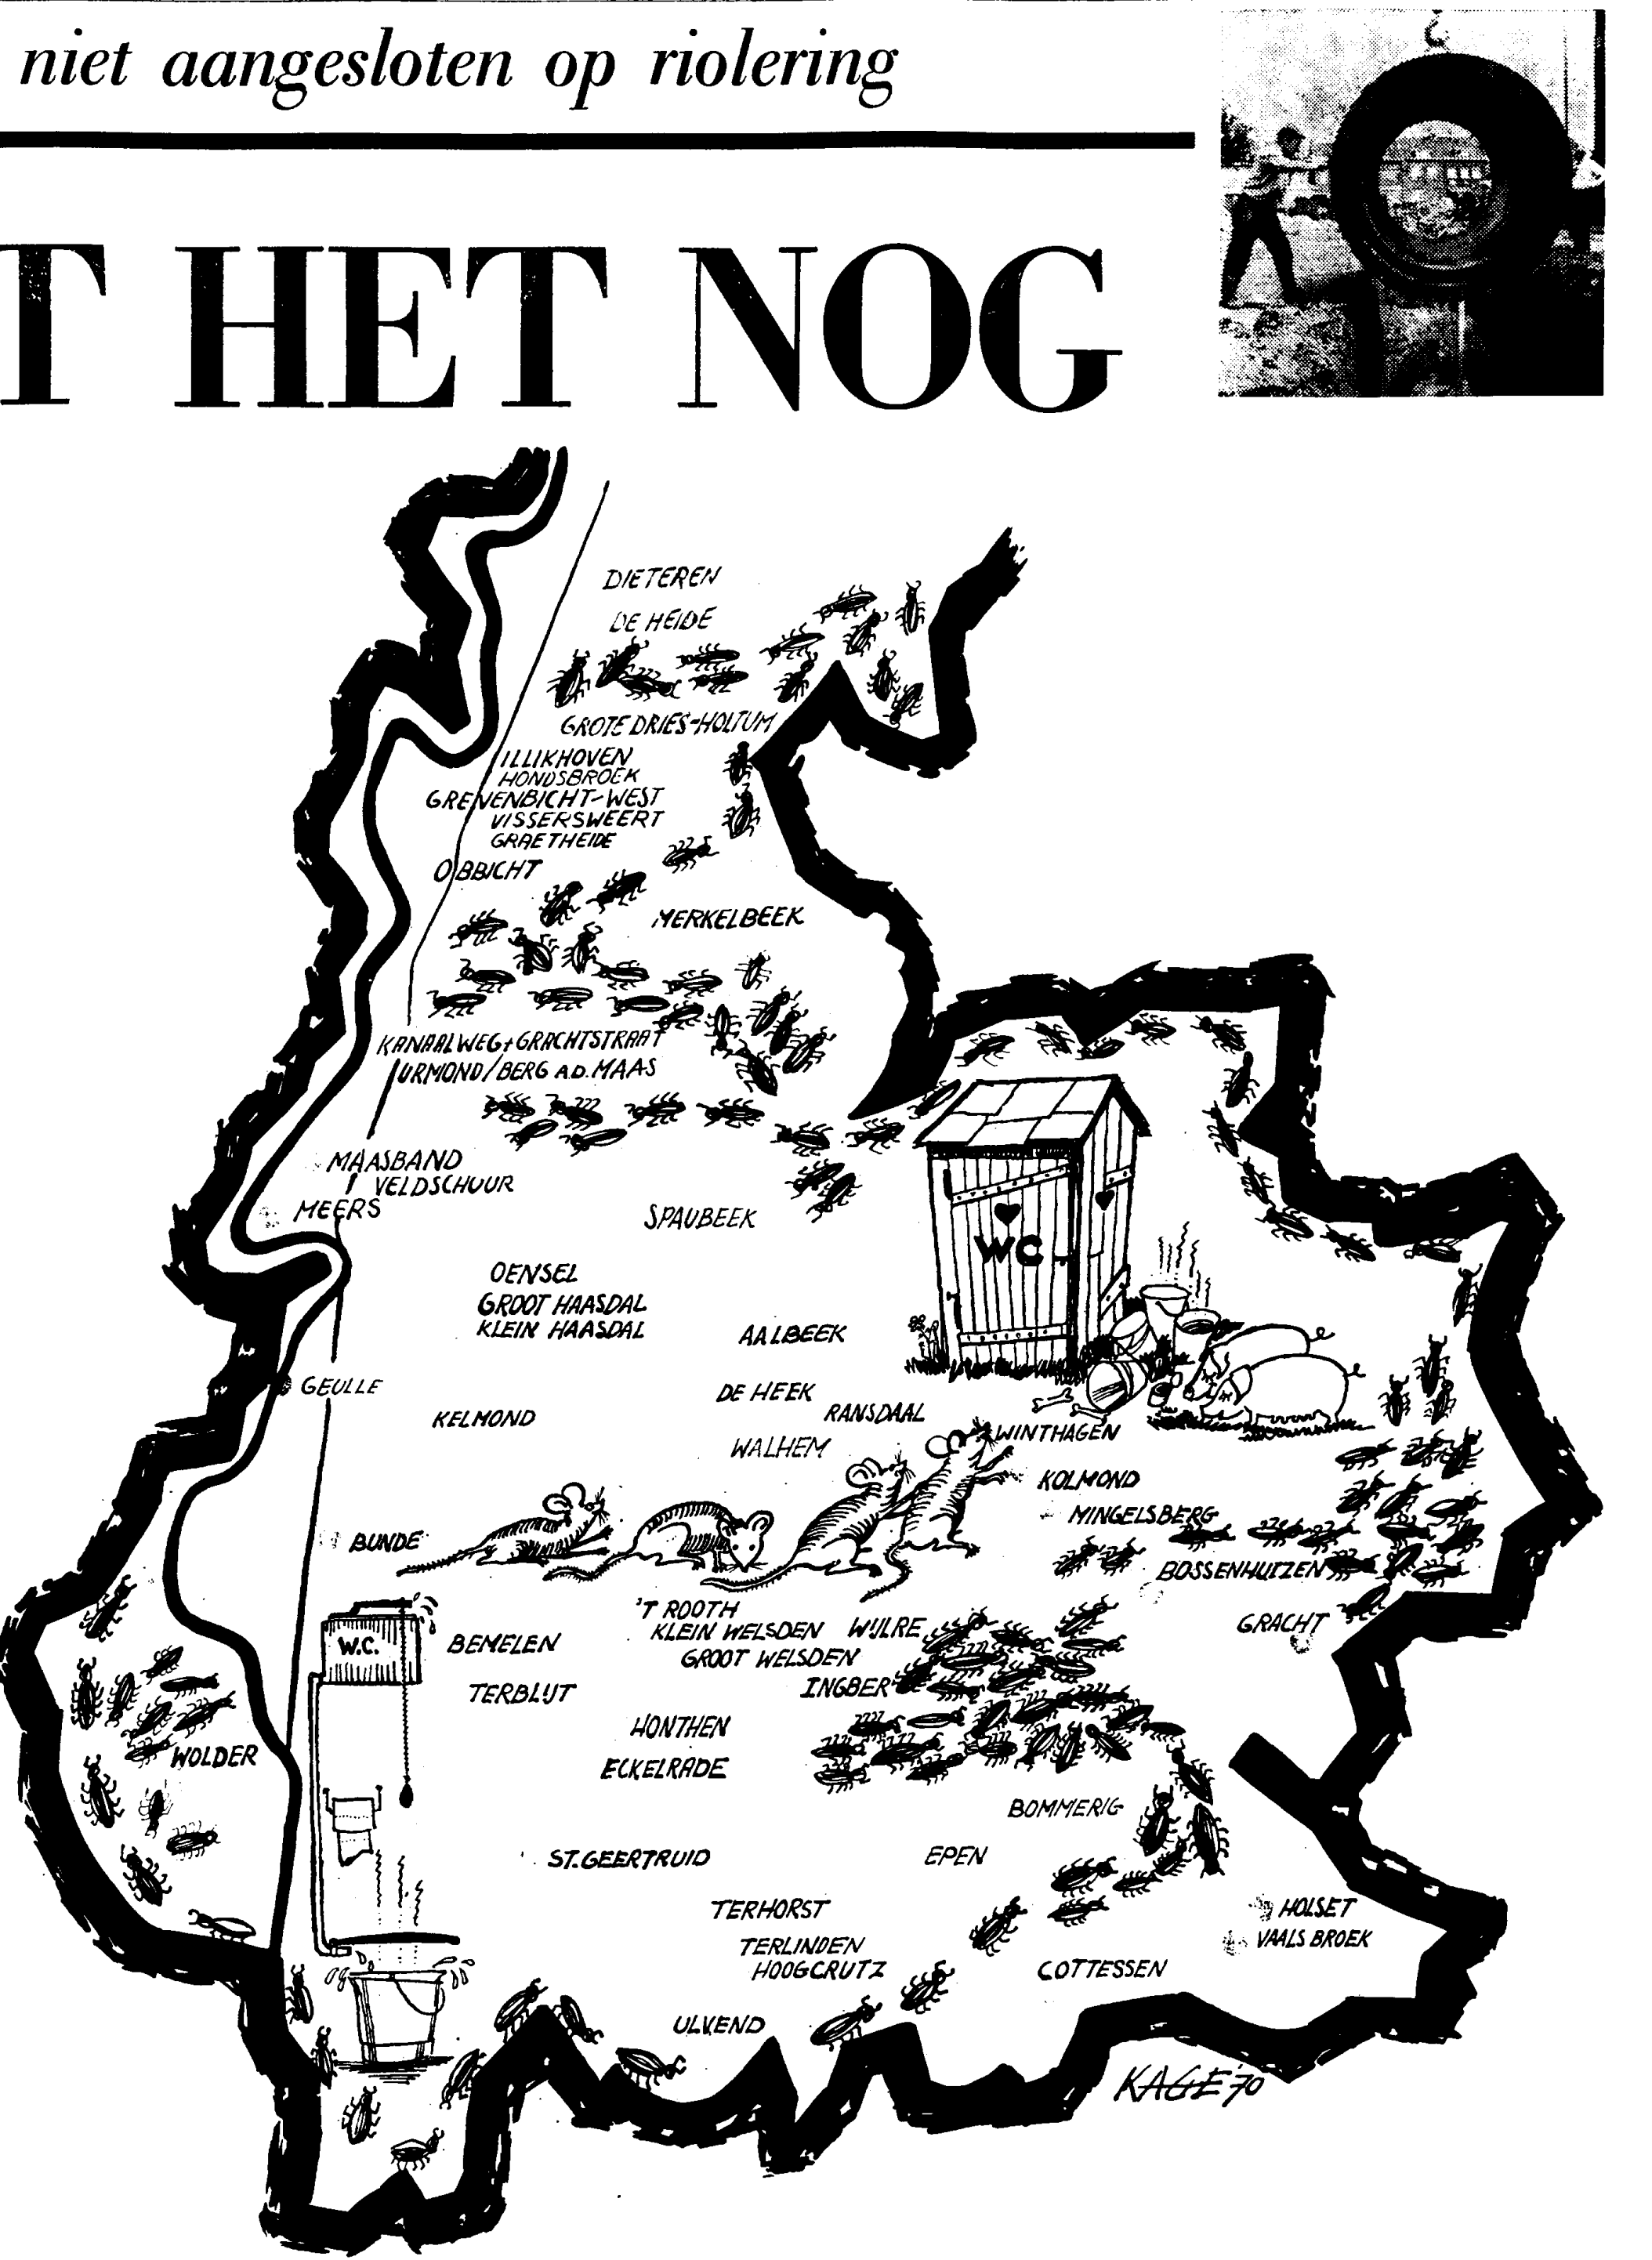 niet aangesloten op riolering
T HET NOG
DIETEREN
DE HEIDE
GROTE DRIES-HOLTUM
ILLIKHOVEN
HONDSBROEK
GREVENBICHT-WEST
VISSERSWEERT
GRAETHEIDE
OBBICHT
MERKELBEEK
KANAALWEG+GRACHTSTRAAT
URMOND/BERG A.D. MAAS
MAASBAND
VELDSCHUUR
MEERS
SPAUBEEK
WC
OENSEL
GROOT HAASDAL
KLEIN HAASDAL
AALBEEK
GEULLE
DE HEEK
KELMOND
RANSDAAL
WINTHAGEN
WALHEM
KOLMOND
MINGELSBERG
BUNDE
BOSSENHUIZEN
'T ROOTH
KLEIN WELSDEN
WIJLRE
GRACHT
W.C.
BEMELEN
GROOT WELSDEN
TERBLIJT
INGBER
HONTHEN
WOLDER
ECKELRADE
BOMMERIG
ST. GEERTRUID
EPEN
TERHORST
HOLSET
TERLINDEN
VAALSBROEK
HOOGCRUTZ
COTTESSEN
ULVEND
KAGE '70